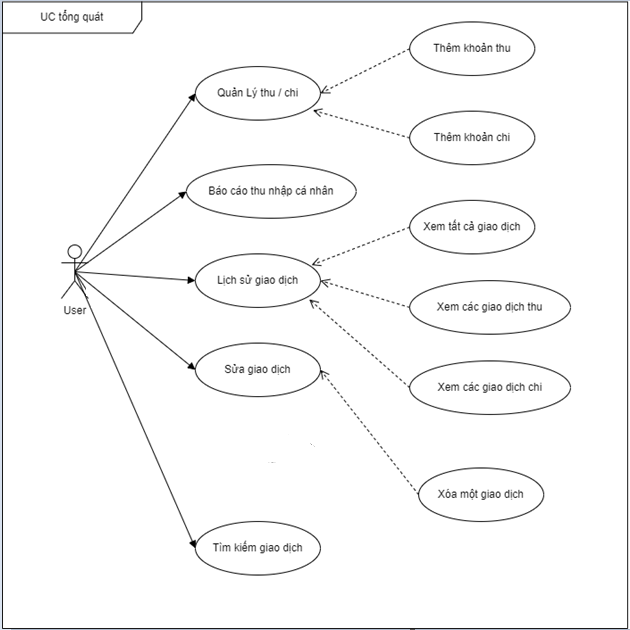 UC tổng quát
Thêm khoản thu
Quản Lý thu / chi
Thêm khoản chi
Báo cáo thu nhập cá nhân
Xem tất cả giao dịch
Lịch sử giao dịch
Xem các giao dịch thu
User
Sửa giao dịch
Xem các giao dịch chi
Xóa một giao dịch
Tìm kiếm giao dịch